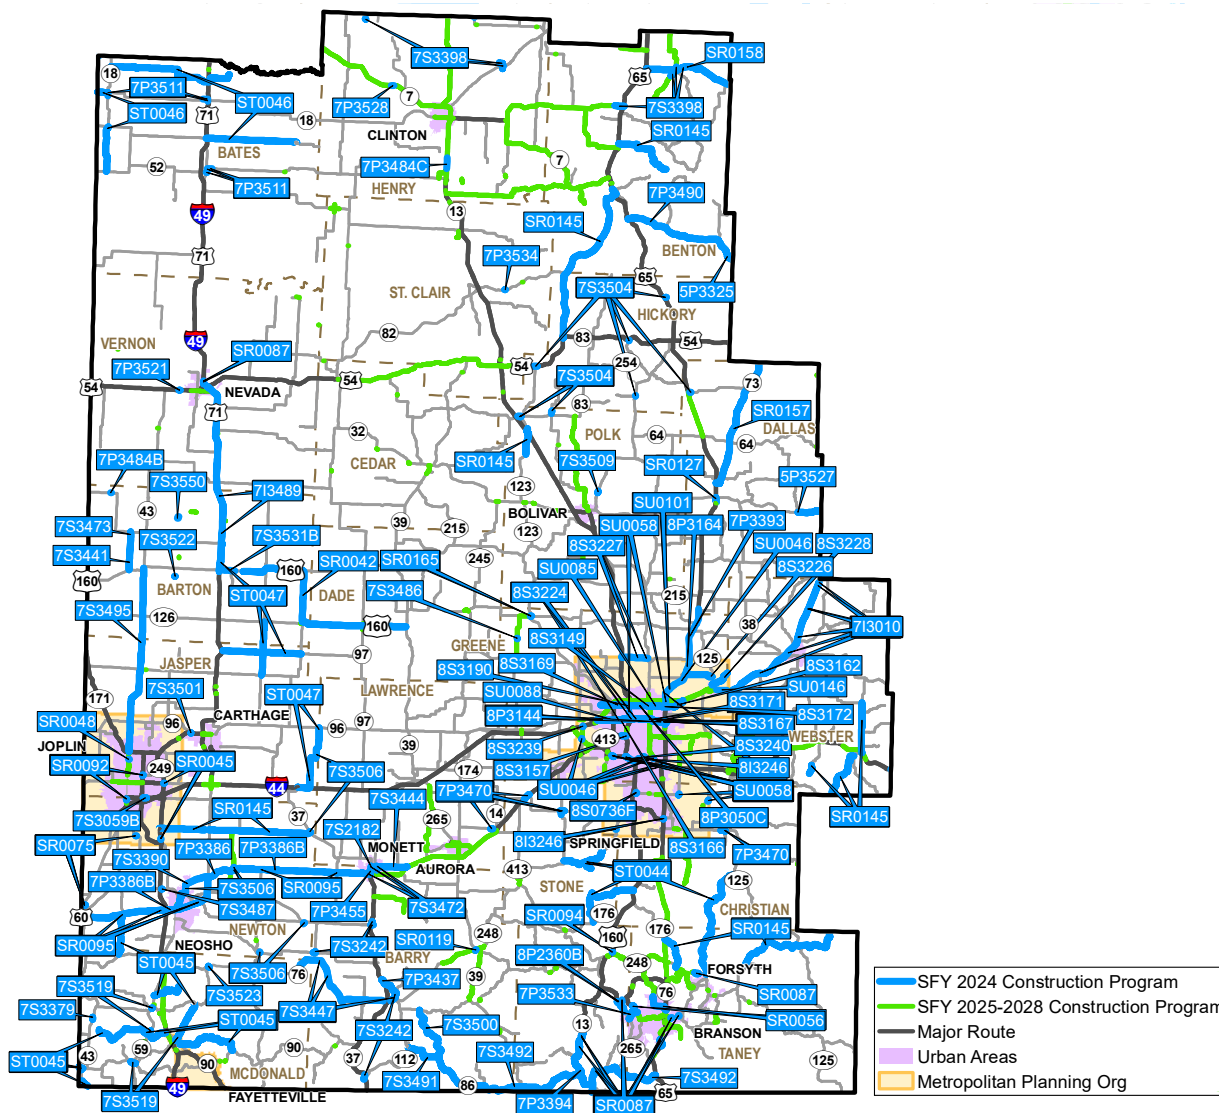 7S3398
SR0158
65
18
7P3511
ST0046
ST0046
71
18
7P3528
7
7S3398
CLINTON
SR0145
BATES
52
7P3484C
7
7P3511
HENRY
7P3490
49
13
SR0145
BENTON
71
7P3534
65
5P3325
7S3504
ST. CLAIR
HICKORY
82
83
54
49
VERNON
SR0087
7P3521
54
254
54
7S3504
73
54
NEVADA
71
83
SR0157
DALLAS
32
POLK
64
64
7P3484B
CEDAR
SR0145
7S3509
SR0127
7S3550
7I3489
123
SU0101
5P3527
43
BOLIVAR
7S3473
39
215
123
SU0058
8P3164
7P3393
7S3522
7S3531B
8S3227
SU0046
8S3228
7S3441
245
SR0165
SR0042
SU0085
8S3226
160
160
BARTON
ST0047
DADE
7S3486
8S3224
215
7S3495
126
160
8S3149
38
7I3010
GREENE
97
JASPER
8S3190
8S3169
125
8S3162
171
7S3501
ST0047
LAWRENCE
SU0088
8S3171
SU0146
SR0048
96
CARTHAGE
96
97
8P3144
8S3167
8S3172
JOPLIN
39
8S3239
413
8S3240
WEBSTER
SR0092
249
SR0045
7S3506
174
8S3157
8I3246
44
7P3470
SU0046
SU0058
7S3059B
SR0145
37
7S3444
265
14
8S0736F
8P3050C
SR0145
SR0075
7S3390
7P3386
7P3386B
7S2182
MONETT
8I3246
SPRINGFIELD
8S3166
7P3470
AURORA
7P3386B
7S3506
SR0095
413
STONE
ST0044
125
60
7S3487
7P3455
7S3472
SR0094
176
CHRISTIAN
NEWTON
SR0095
NEOSHO
7S3242
SR0119
248
160
176
SR0145
BARRY
8P2360B
ST0045
7S3506
76
248
FORSYTH
7S3519
7S3523
7P3437
39
7P3533
76
SR0087
7S3379
7S3447
SR0056
ST0045
7S3242
7S3500
13
BRANSON
ST0045
43
59
90
90
37
112
7S3492
265
TANEY
125
MCDONALD
7S3491
86
7S3492
7S3519
49
FAYETTEVILLE
7P3394
SR0087
65
SFY 2024 Construction Program
SFY 2025-2028 Construction Program
Major Route
Urban Areas
Metropolitan Planning Org